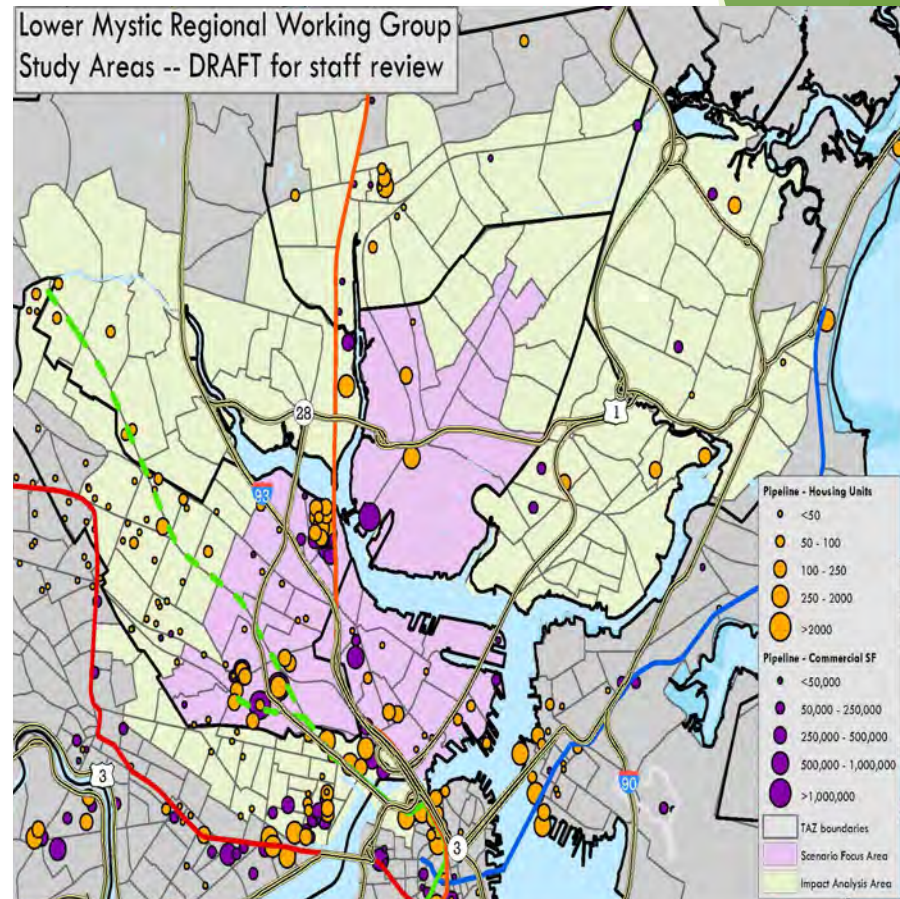 Lower Mystic Regional Working Group
Study Areas -- DRAFT for staff review
28
1
93
3
90
3
Pipeline - Housing Units
<50
50 - 100
100 - 250
250 - 2000
>2000
Pipeline - Commercial SF
<50,000
50,000 - 250,000
250,000 - 500,000
500,000 - 1,000,000
>1,000,000
TAZ boundaries
Scenario Focus Area
Impact Analysis Area